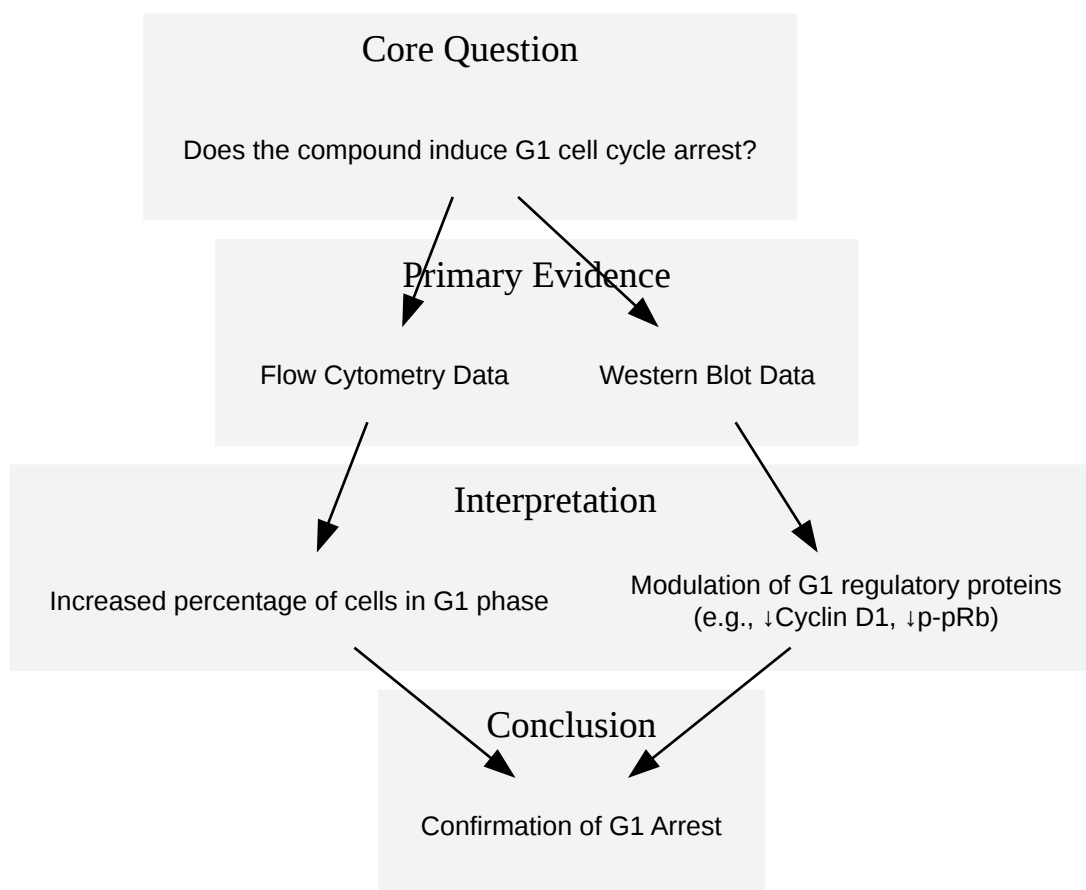 Core Question
Does the compound induce G1 cell cycle arrest?
Primary Evidence
Flow Cytometry Data
Western Blot Data
Interpretation
Increased percentage of cells in G1 phase
Modulation of G1 regulatory proteins
(e.g., ↓Cyclin D1, ↓p-pRb)
Conclusion
Confirmation of G1 Arrest